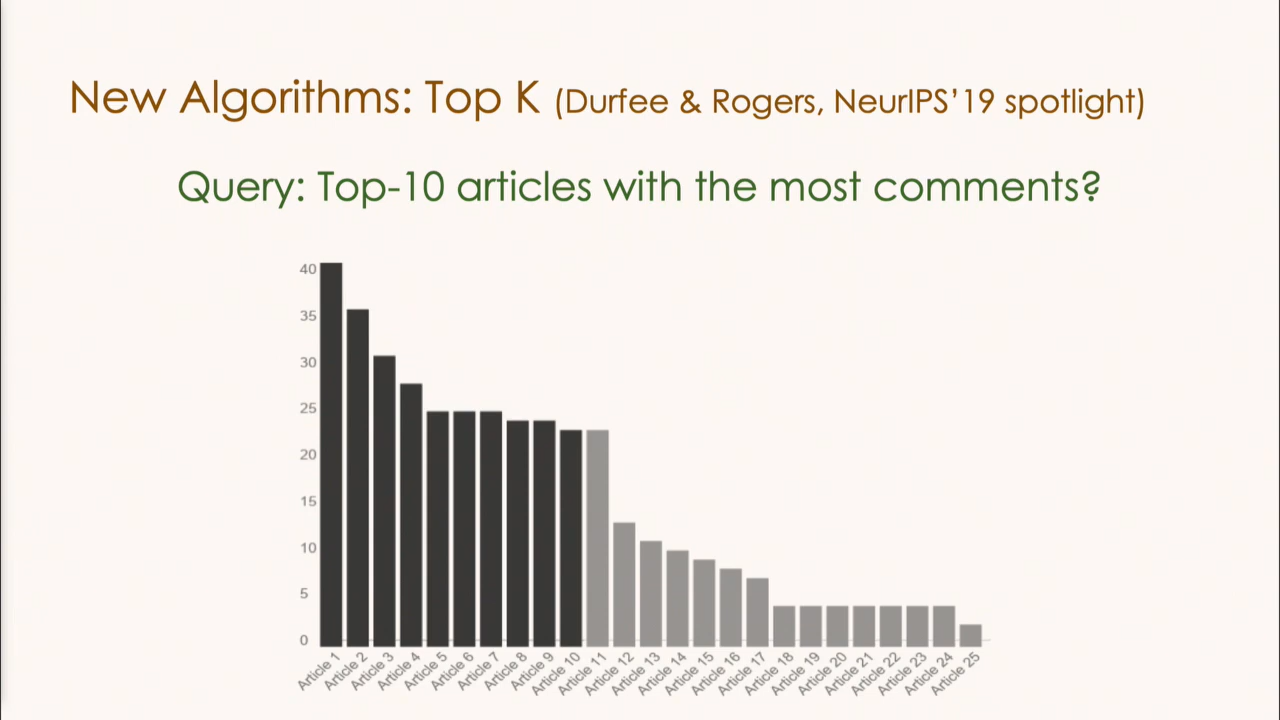 New Algorithms: Top K (Durfee & Rogers, NeurIPS'19 spotlight)
Query: Top-10 articles with the most comments?
40
35
30
25
20
15
10
5
0
Article 1
Article 2
Article 3
Article 4
Article 5
Article 6
Article 7
Article 8
Article 9
Article 10
Article 11
Article 12
Article 13
Article 14
Article 15
Article 16
Article 17
Article 18
Article 19
Article 20
Article 21
Article 22
Article 23
Article 24
Article 25